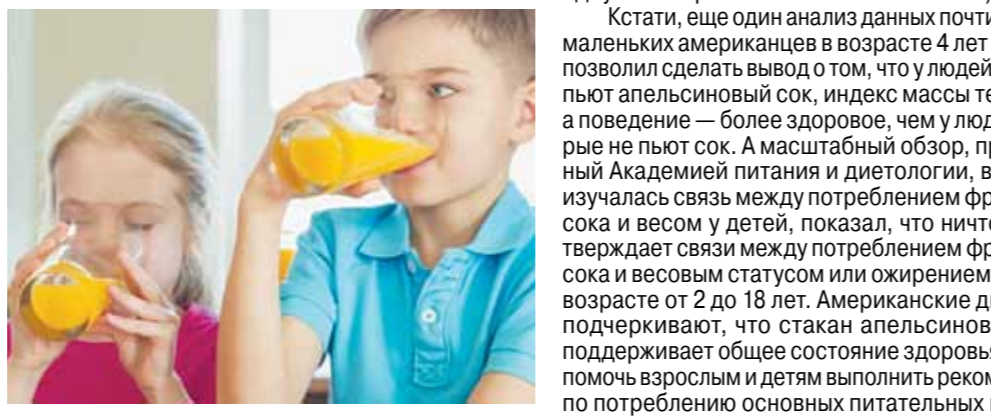 Кстати, еще один анализ данных почти
маленьких американцев в возрасте 4 лет
позволил сделать вывод о том, что у людей
пьют апельсиновый сок, индекс массы те
а поведение — более здоровое, чем у люд
рые не пьют сок. А масштабный обзор, пр
ный Академией питания и диетологии, в
изучалась связь между потреблением фр
сока и весом у детей, показал, что ничт
тверждает связи между потреблением фр
сока и весовым статусом или ожирением
возрасте от 2 до 18 лет. Американские д
подчеркивают, что стакан апельсинов
поддерживает общее состояние здоровья
помочь взрослым и детям выполнить реком
по потреблению основных питательных